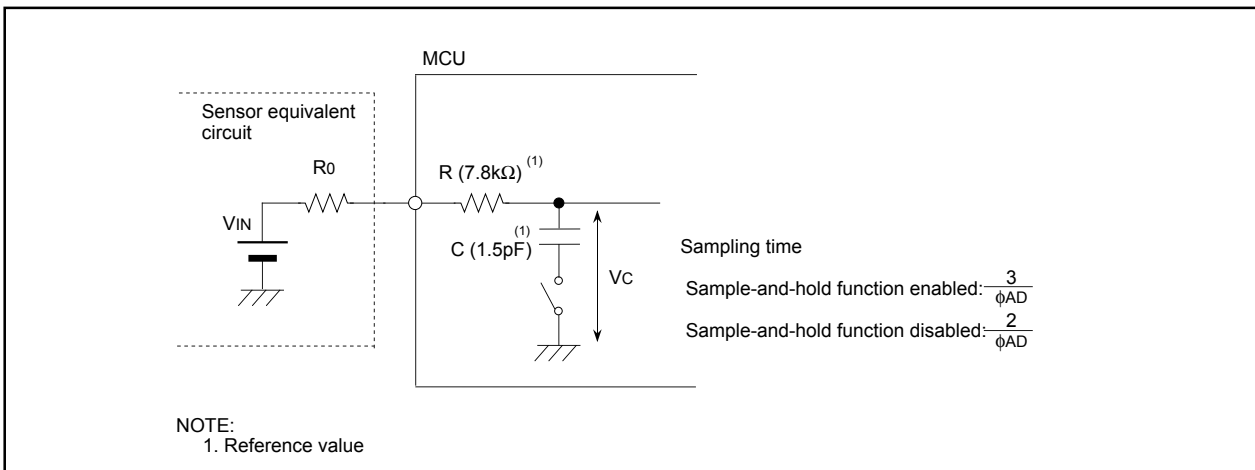 MCU
Sensor equivalent
circuit
R0
R (7.8kΩ) (1)
VIN
C (1.5pF) (1)
VC
Sampling time
Sample-and-hold function enabled: 3/ϕAD
Sample-and-hold function disabled: 2/ϕAD
NOTE:
1. Reference value